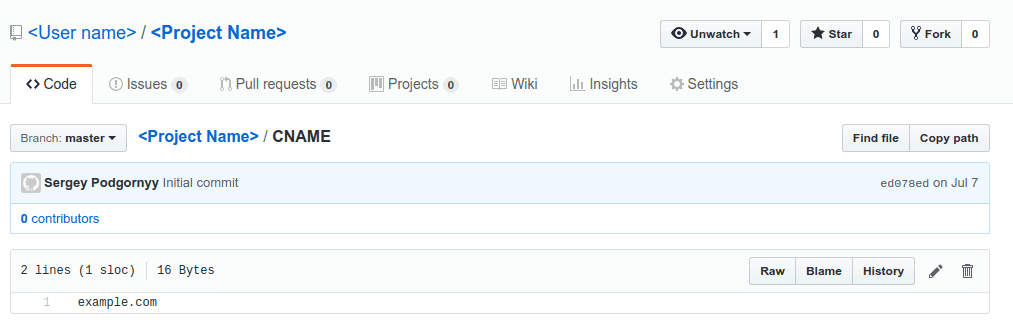 <User name> / <Project Name>
Unwatch 1 Star 0 Fork 0
Code Issues 0 Pull requests 0 Projects 0 Wiki Insights Settings
Branch: master <Project Name> / CNAME Find file Copy path
Sergey Podgornyy Initial commit ed078ed on Jul 7
0 contributors
2 lines (1 sloc) 16 Bytes Raw Blame History
1 example.com